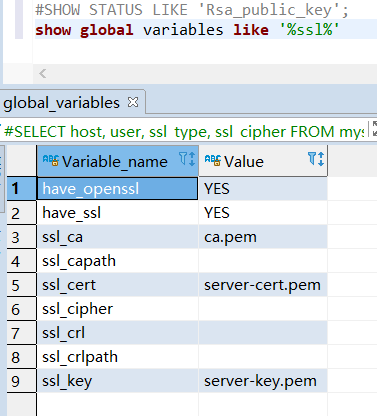 #SHOW STATUS LIKE 'Rsa_public_key';
show global variables like '%ssl%'
global_variables
#SELECT host, user, ssl_type, ssl_cipher FROM mys
Variable_name Value
1 have_openssl YES
2 have_ssl YES
3 ssl_ca ca.pem
4 ssl_capath
5 ssl_cert server-cert.pem
6 ssl_cipher
7 ssl_crl
8 ssl_crlpath
9 ssl_key server-key.pem